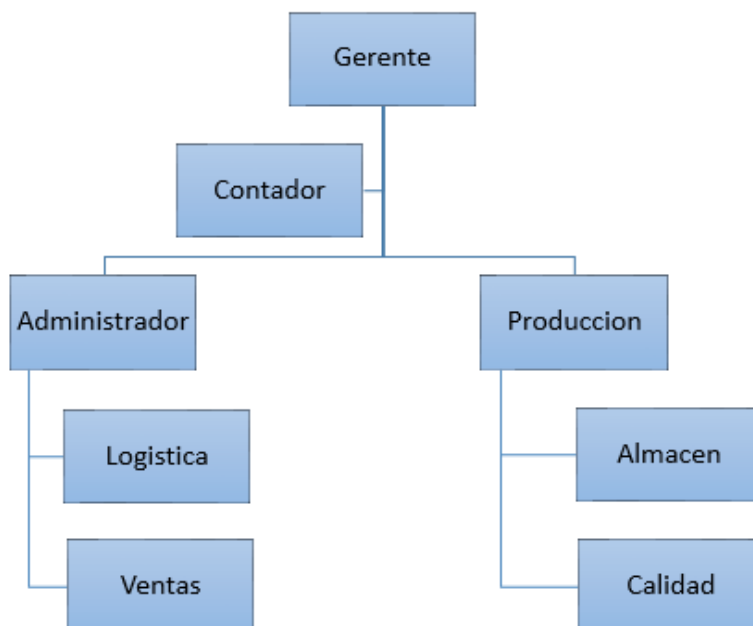 Gerente
Contador
Administrador
Produccion
Logistica
Almacen
Ventas
Calidad